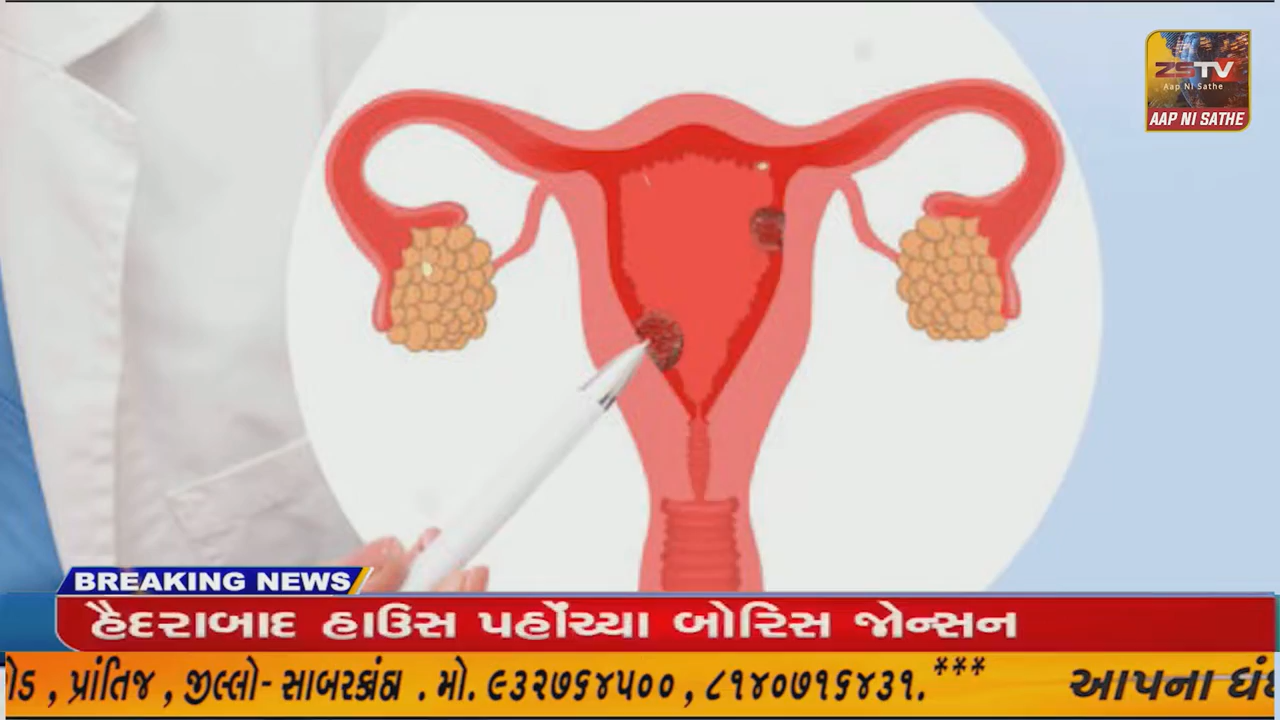 ZSTV
Aap Ni Sathe
AAP NI SATHE
BREAKING NEWS
હૈદરાબાદ હાઉસ પહોંચ્યા બોરિસ જોન્સન
ોડ , પ્રાંતિજ , જીલ્લો- સાબરકાંઠા . મો. ૯૩૨૭૬૪૫૦૦ , ૮૧૪૦૭૧૬૪૩૧.*** આપના ધં